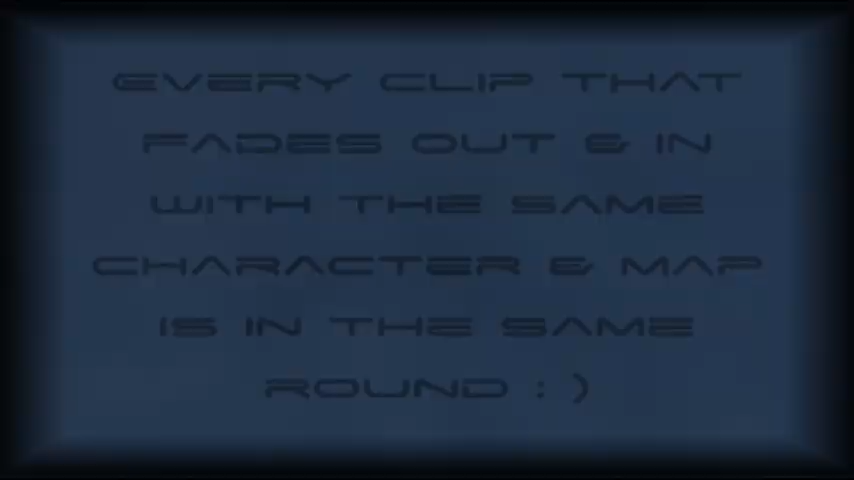 EVERY CLIP THAT
FADES OUT & IN
WITH THE SAME
CHARACTER & MAP
IS IN THE SAME
ROUND : )